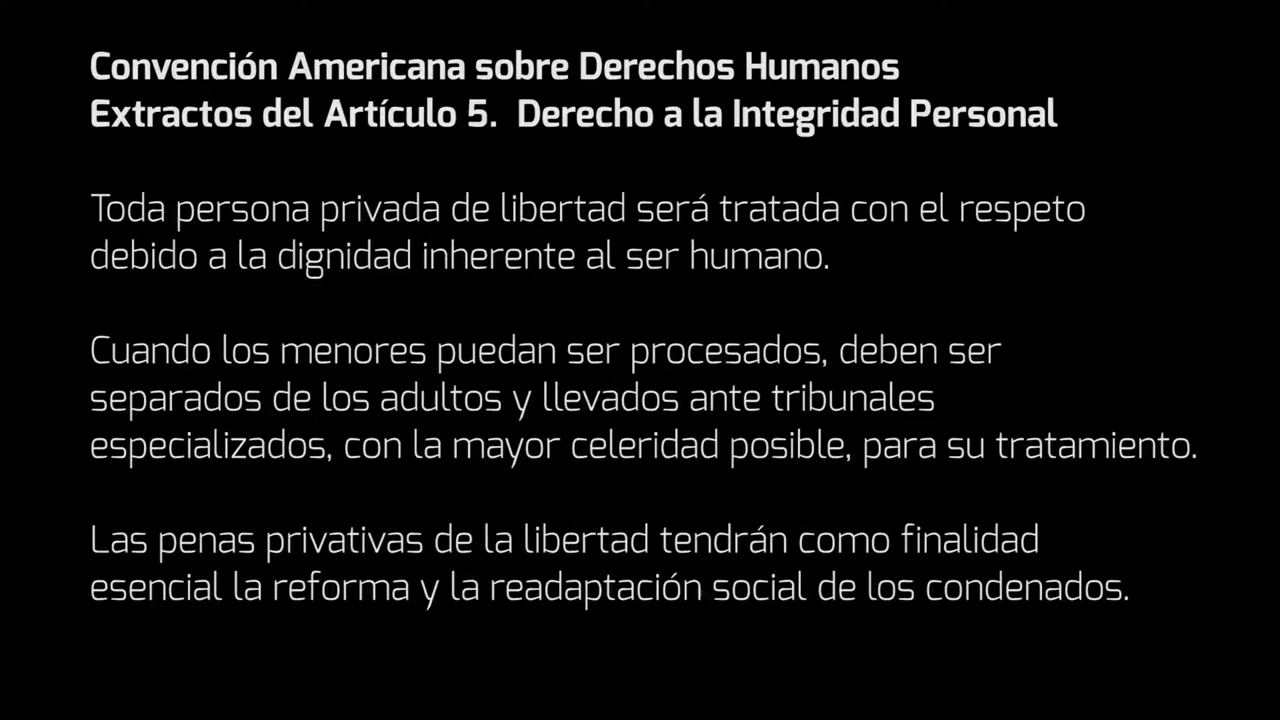 Convención Americana sobre Derechos Humanos
Extractos del Artículo 5.  Derecho a la Integridad Personal
Toda persona privada de libertad será tratada con el respeto
debido a la dignidad inherente al ser humano.
Cuando los menores puedan ser procesados, deben ser
separados de los adultos y llevados ante tribunales
especializados, con la mayor celeridad posible, para su tratamiento.
Las penas privativas de la libertad tendrán como finalidad
esencial la reforma y la readaptación social de los condenados.